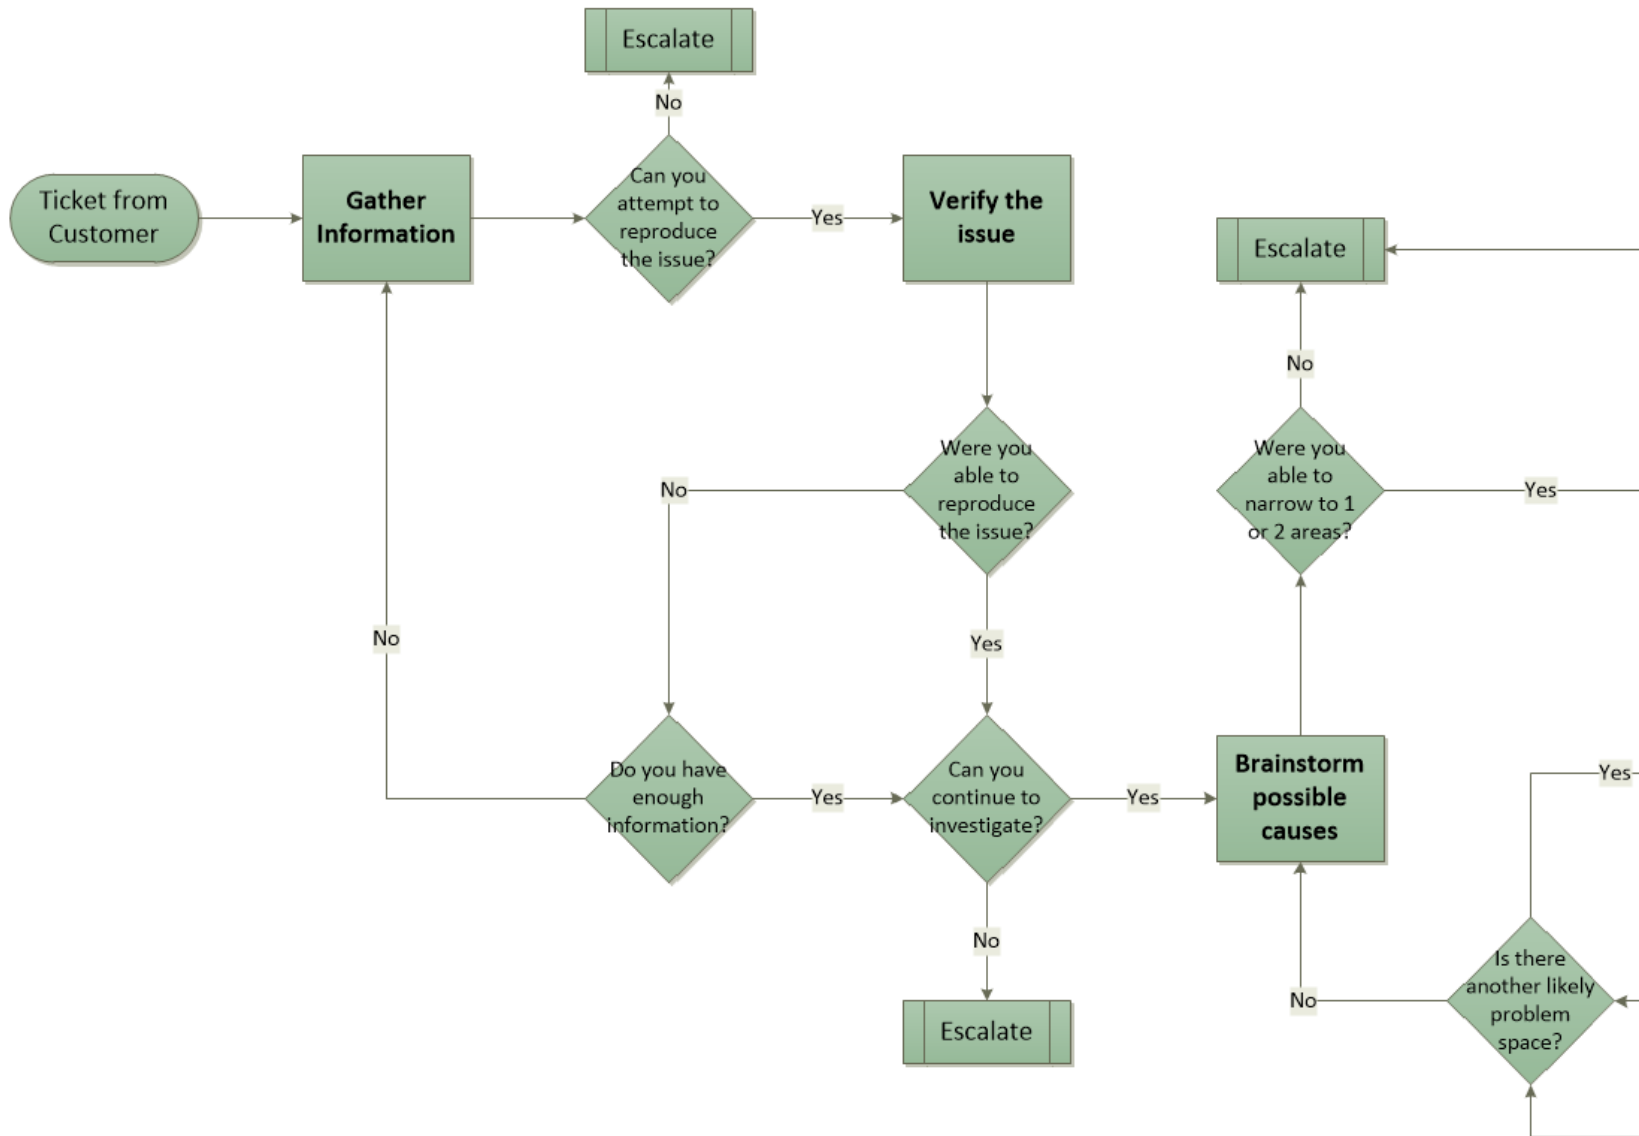 Escalate
No
Ticket from
Customer
Gather
Information
Can you
attempt to
reproduce
the issue?
Yes
Verify the
issue
Escalate
No
Were you
able to
reproduce
the issue?
No
Were you
able to
narrow to 1
or 2 areas?
Yes
No
Yes
Do you have
enough
information?
Yes
Can you
continue to
investigate?
Yes
Brainstorm
possible
causes
Yes
No
Is there
another likely
problem
space?
No
Escalate